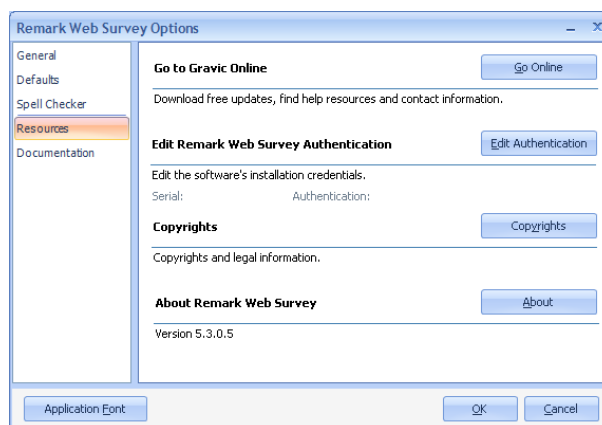 Remark Web Survey Options
General
Defaults
Spell Checker
Resources
Documentation
Go to Gravic Online
Go Online
Download free updates, find help resources and contact information.
Edit Remark Web Survey Authentication
Edit Authentication
Edit the software's installation credentials.
Serial: Authentication:
Copyrights
Copyrights
Copyrights and legal information.
About Remark Web Survey
About
Version 5.3.0.5
Application Font
OK
Cancel